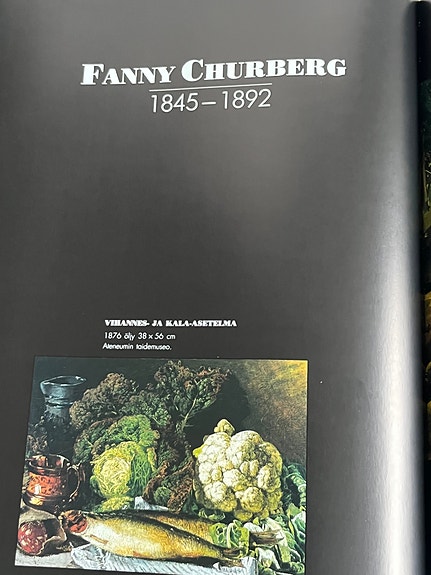 FANNY CHURBERG
1845–1892
VIHANNES- JA KALA-ASETELMA
1876 öljy 38 x 56 cm
Ateneumin taidemuseo.